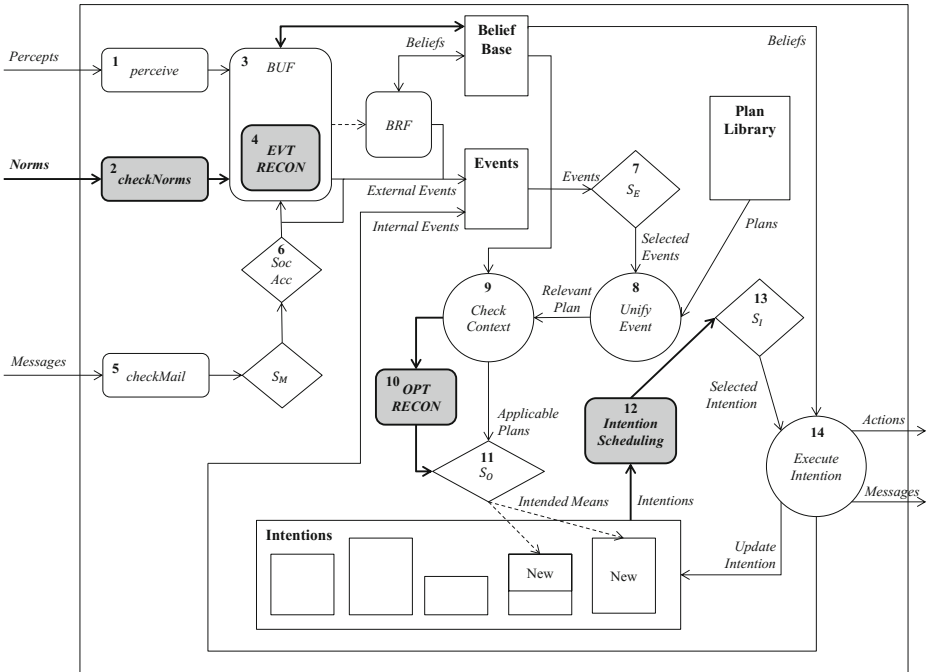 Percepts
1
perceive
3
BUF
Beliefs
Belief
Base
Beliefs
BRF
4
EVT
RECON
Plan
Library
Norms
2
checkNorms
Events
External Events
Internal Events
Events
7
SE
Selected
Events
Plans
6
Soc
Acc
9
Check
Context
Relevant
Plan
8
Unify
Event
13
SI
Messages
5
checkMail
SM
10
OPT
RECON
Applicable
Plans
12
Intention
Scheduling
Selected
Intention
11
SO
14
Execute
Intention
Actions
Messages
Intended Means
Intentions
Intentions
New
New
Update
Intention